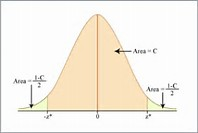 Area = C
Area = 1-C/2
Area = 1-C/2
-z* 0 z*